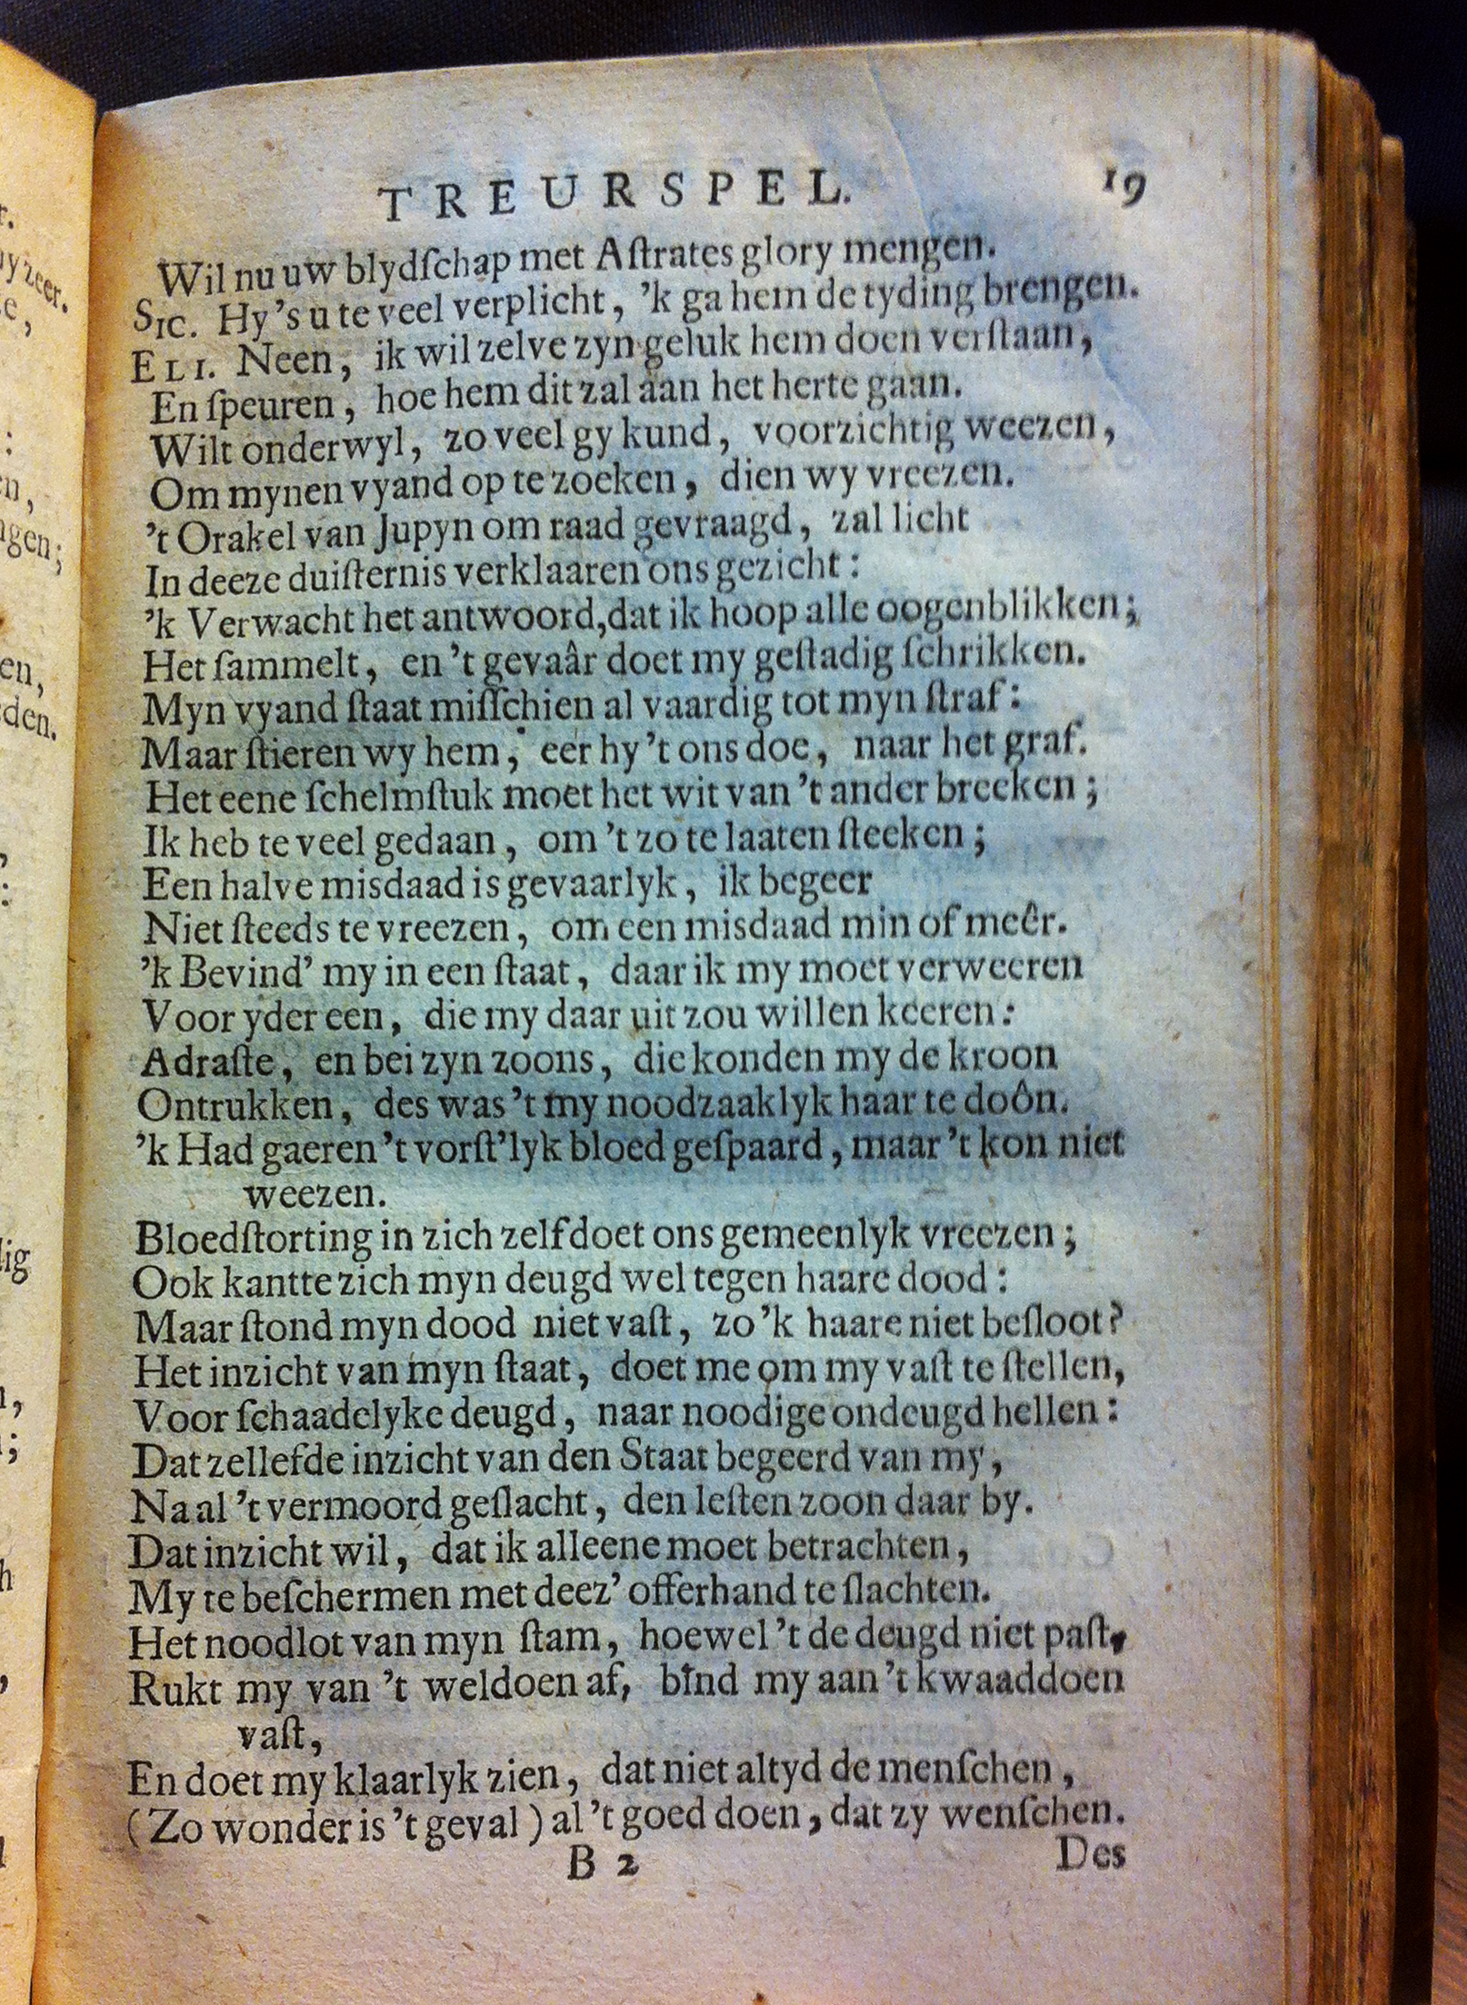 TREURSPEL. 19
Wil nu uw blydſchap met Aſtrates glory mengen.
SIC. Hy 's u te veel verplicht, 'k ga hem de tyding brengen.
ELI. Neen, ik wil zelve zyn geluk hem doen verſtaan,
En ſpeuren, hoe hem dit zal aan het herte gaan.
Wilt onderwyl, zo veel gy kund, voorzichtig weezen,
Om mynen vyand op te zoeken, dien wy vreezen.
't Orakel van Jupyn om raad gevraagd, zal licht
In deeze duiſternis verklaaren ons gezicht:
'k Verwacht het antwoord, dat ik hoop alle oogenblikken;
Het ſammelt, en 't gevaâr doet my geſtadig ſchrikken.
Myn vyand ſtaat miſſchien al vaardig tot myn ſtraf:
Maar ſtieren wy hem, eer hy 't ons doe, naar het graf.
Het eene ſchelmſtuk moet het wit van 't ander breeken;
Ik heb te veel gedaan, om 't zo te laaten ſteeken;
Een halve misdaad is gevaarlyk, ik begeer
Niet ſteeds te vreezen, om een misdaad min of meêr.
'k Bevind' my in een ſtaat, daar ik my moet verweeren
Voor yder een, die my daar uit zou willen keeren:
Adraſte, en bei zyn zoons, die konden my de kroon
Ontrukken, des was 't my noodzaaklyk haar te doôn.
'k Had gaeren 't vorſt'lyk bloed geſpaard, maar 't kon niet
weezen.
Bloedſtorting in zich zelf doet ons gemeenlyk vreezen;
Ook kantte zich myn deugd wel tegen haare dood:
Maar ſtond myn dood niet vaſt, zo 'k haare niet beſloot?
Het inzicht van myn ſtaat, doet me om my vaſt te ſtellen,
Voor ſchaadelyke deugd, naar noodige ondeugd hellen:
Dat zellefde inzicht van den Staat begeerd van my,
Na al 't vermoord geſlacht, den leſten zoon daar by.
Dat inzicht wil, dat ik alleene moet betrachten,
My te beſchermen met deez' offerhand te ſlachten.
Het noodlot van myn ſtam, hoewel 't de deugd niet paſt,
Rukt my van 't weldoen af, bind my aan 't kwaaddoen
vaſt,
En doet my klaarlyk zien, dat niet altyd de menſchen,
(Zo wonder is 't geval) al 't goed doen, dat zy wenſchen.
B 2 Des